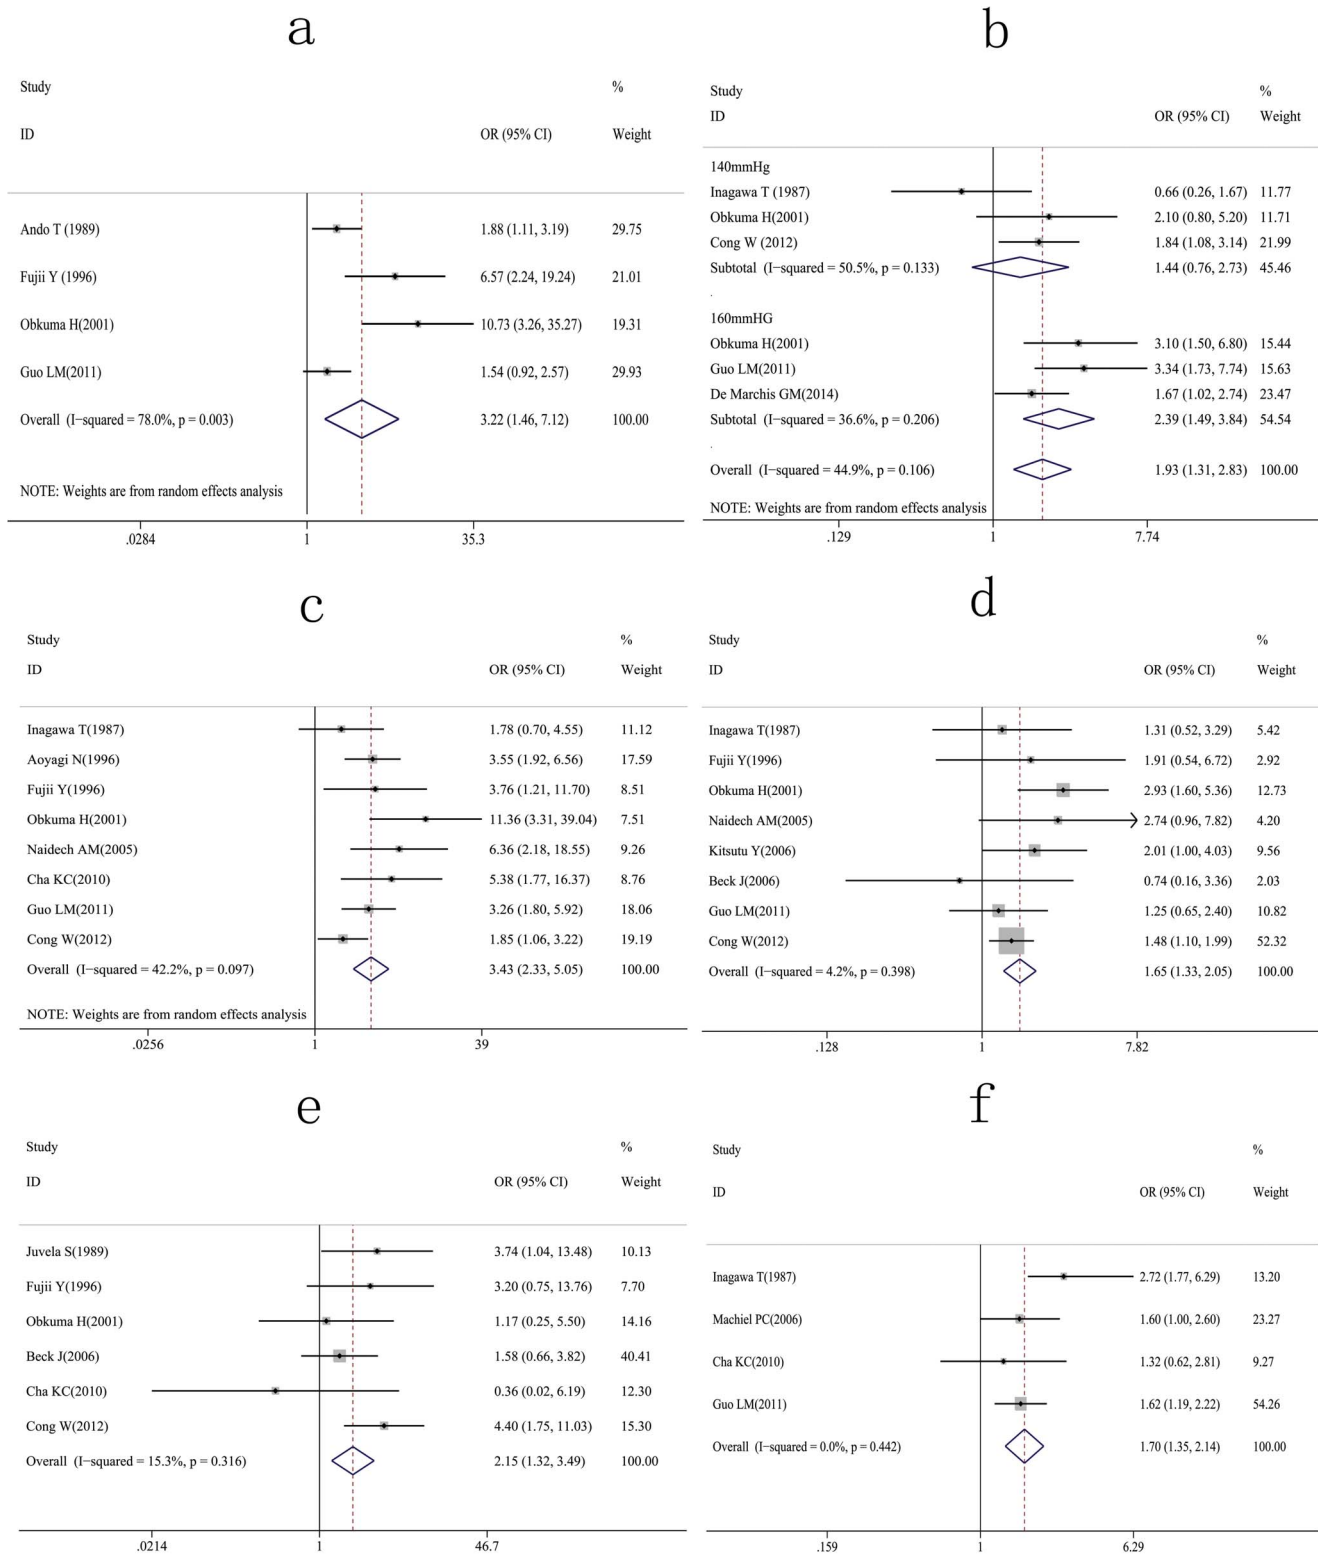 a
Study %
ID OR (95% CI) Weight
Ando T (1989) 1.88 (1.11, 3.19) 29.75
Fujii Y (1996) 6.57 (2.24, 19.24) 21.01
Obkuma H(2001) 10.73 (3.26, 35.27) 19.31
Guo LM(2011) 1.54 (0.92, 2.57) 29.93
Overall (I−squared = 78.0%, p = 0.003) 3.22 (1.46, 7.12) 100.00
NOTE: Weights are from random effects analysis
.0284 1 35.3
b
Study %
ID OR (95% CI) Weight
140mmHg
Inagawa T (1987) 0.66 (0.26, 1.67) 11.77
Obkuma H(2001) 2.10 (0.80, 5.20) 11.71
Cong W (2012) 1.84 (1.08, 3.14) 21.99
Subtotal (I−squared = 50.5%, p = 0.133) 1.44 (0.76, 2.73) 45.46
.
160mmHG
Obkuma H(2001) 3.10 (1.50, 6.80) 15.44
Guo LM(2011) 3.34 (1.73, 7.74) 15.63
De Marchis GM(2014) 1.67 (1.02, 2.74) 23.47
Subtotal (I−squared = 36.6%, p = 0.206) 2.39 (1.49, 3.84) 54.54
.
Overall (I−squared = 44.9%, p = 0.106) 1.93 (1.31, 2.83) 100.00
NOTE: Weights are from random effects analysis
.129 1 7.74
c
Study %
ID OR (95% CI) Weight
Inagawa T(1987) 1.78 (0.70, 4.55) 11.12
Aoyagi N(1996) 3.55 (1.92, 6.56) 17.59
Fujii Y(1996) 3.76 (1.21, 11.70) 8.51
Obkuma H(2001) 11.36 (3.31, 39.04) 7.51
Naidech AM(2005) 6.36 (2.18, 18.55) 9.26
Cha KC(2010) 5.38 (1.77, 16.37) 8.76
Guo LM(2011) 3.26 (1.80, 5.92) 18.06
Cong W(2012) 1.85 (1.06, 3.22) 19.19
Overall (I−squared = 42.2%, p = 0.097) 3.43 (2.33, 5.05) 100.00
NOTE: Weights are from random effects analysis
.0256 1 39
d
Study %
ID OR (95% CI) Weight
Inagawa T(1987) 1.31 (0.52, 3.29) 5.42
Fujii Y(1996) 1.91 (0.54, 6.72) 2.92
Obkuma H(2001) 2.93 (1.60, 5.36) 12.73
Naidech AM(2005) 2.74 (0.96, 7.82) 4.20
Kitsutu Y(2006) 2.01 (1.00, 4.03) 9.56
Beck J(2006) 0.74 (0.16, 3.36) 2.03
Guo LM(2011) 1.25 (0.65, 2.40) 10.82
Cong W(2012) 1.48 (1.10, 1.99) 52.32
Overall (I−squared = 4.2%, p = 0.398) 1.65 (1.33, 2.05) 100.00
.128 1 7.82
e
Study %
ID OR (95% CI) Weight
Juvela S(1989) 3.74 (1.04, 13.48) 10.13
Fujii Y(1996) 3.20 (0.75, 13.76) 7.70
Obkuma H(2001) 1.17 (0.25, 5.50) 14.16
Beck J(2006) 1.58 (0.66, 3.82) 40.41
Cha KC(2010) 0.36 (0.02, 6.19) 12.30
Cong W(2012) 4.40 (1.75, 11.03) 15.30
Overall (I−squared = 15.3%, p = 0.316) 2.15 (1.32, 3.49) 100.00
.0214 1 46.7
f
Study %
ID OR (95% CI) Weight
Inagawa T(1987) 2.72 (1.77, 6.29) 13.20
Machiel PC(2006) 1.60 (1.00, 2.60) 23.27
Cha KC(2010) 1.32 (0.62, 2.81) 9.27
Guo LM(2011) 1.62 (1.19, 2.22) 54.26
Overall (I−squared = 0.0%, p = 0.442) 1.70 (1.35, 2.14) 100.00
.159 1 6.29